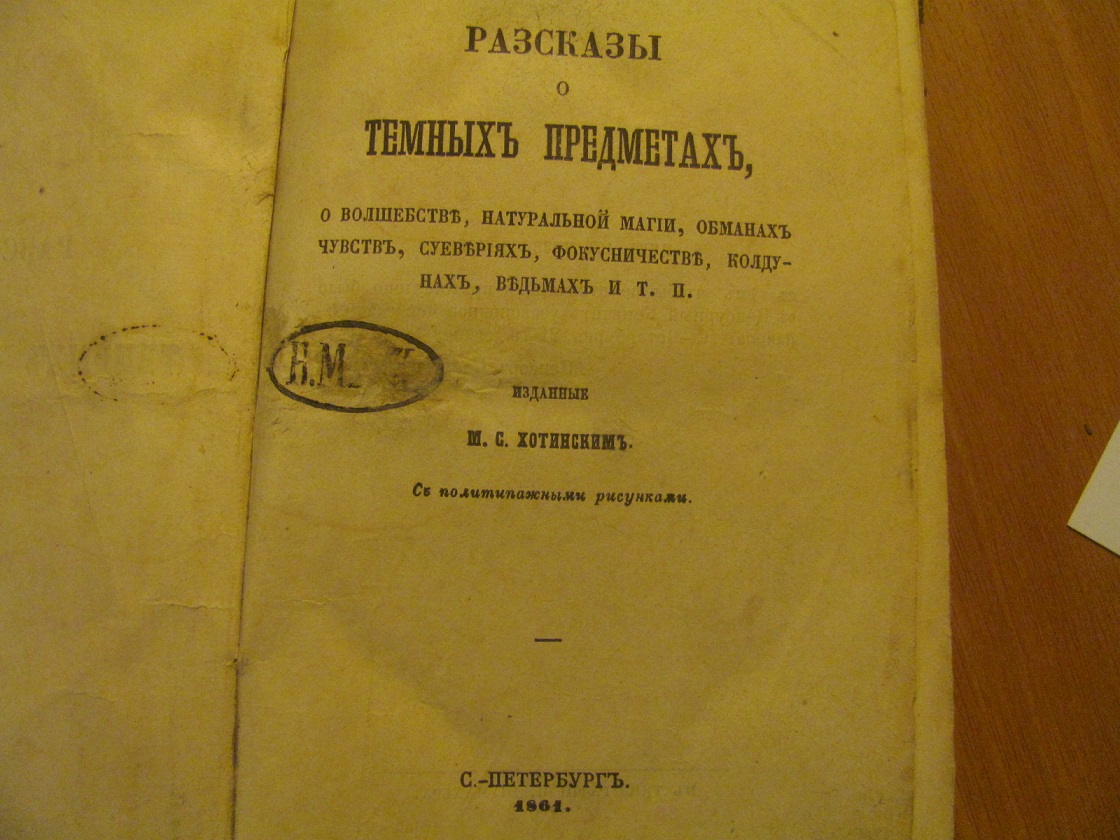 РАЗСКАЗЫ
О
ТЕМНЫХЪ ПРЕДМЕТАХЪ,
О ВОЛШЕБСТВѢ, НАТУРАЛЬНОЙ МАГІИ, ОБМАНАХЪ
ЧУВСТВЪ, СУЕВѢРІЯХЪ, ФОКУСНИЧЕСТВѢ, КОЛДУ-
НАХЪ, ВѢДЬМАХЪ И Т. П.
Н.М
ИЗДАННЫЕ
М. С. ХОТИНСКИМЪ.
Съ политипажными рисунками.
С.-ПЕТЕРБУРГЪ.
1861.